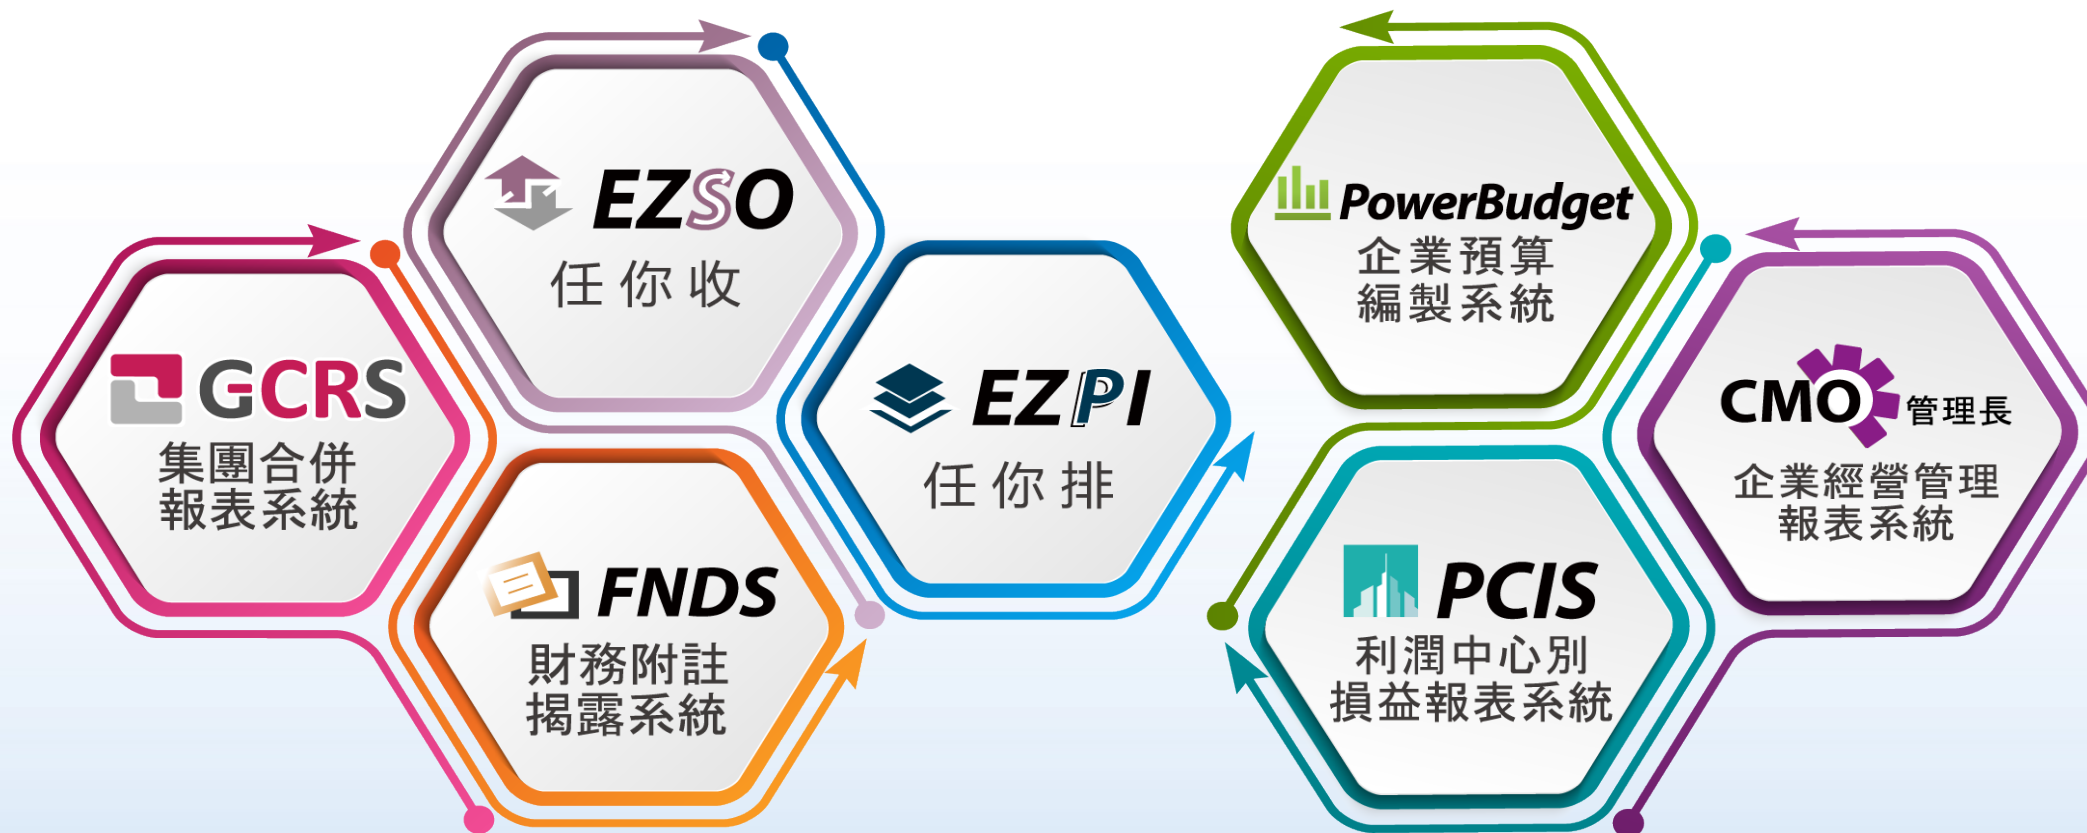 GCRS
集團合併
報表系統
EZSO
任你收
FNDS
財務附註
揭露系統
EZPI
任你排
PowerBudget
企業預算
編製系統
PCIS
利潤中心別
損益報表系統
CMO 管理長
企業經營管理
報表系統